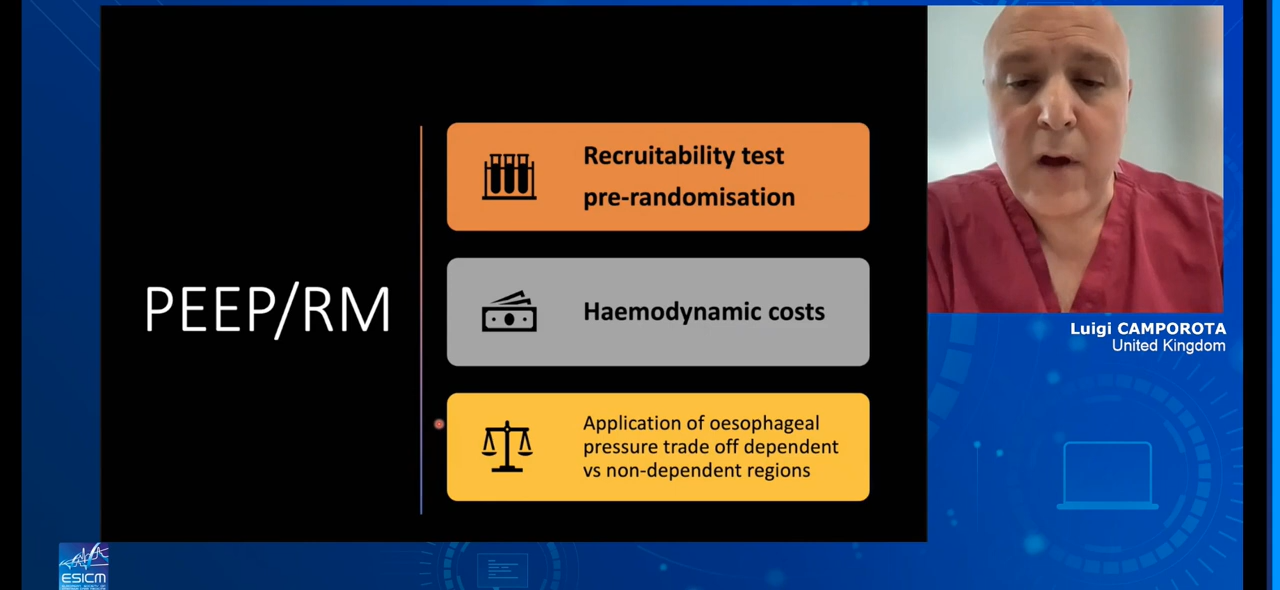 PEEP/RM
Recruitability test
pre-randomisation
Haemodynamic costs
Application of oesophageal
pressure trade off dependent
vs non-dependent regions
Luigi CAMPOROTA
United Kingdom
ESICM